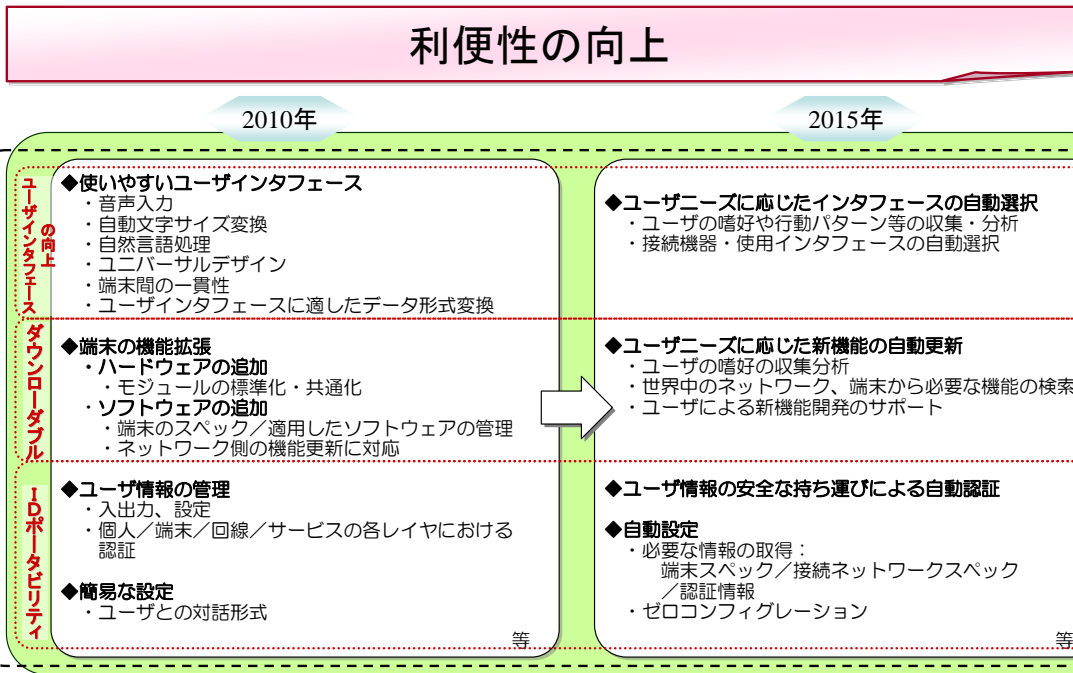 利便性の向上
2010年
2015年
ユーザインタフェース
の向上
◆使いやすいユーザインタフェース
・音声入力
・自動文字サイズ変換
・自然言語処理
・ユニバーサルデザイン
・端末間の一貫性
・ユーザインタフェースに適したデータ形式変換
◆ユーザニーズに応じたインタフェースの自動選択
・ユーザの嗜好や行動パターン等の収集・分析
・接続機器・使用インタフェースの自動選択
ダウンローダブル
◆端末の機能拡張
・ハードウェアの追加
・モジュールの標準化・共通化
・ソフトウェアの追加
・端末のスペック／適用したソフトウェアの管理
・ネットワーク側の機能更新に対応
◆ユーザニーズに応じた新機能の自動更新
・ユーザの嗜好の収集分析
・世界中のネットワーク、端末から必要な機能の検索
・ユーザによる新機能開発のサポート
IDポータビリティ
◆ユーザ情報の管理
・入出力、設定
・個人／端末／回線／サービスの各レイヤにおける
認証
◆簡易な設定
・ユーザとの対話形式
等
◆ユーザ情報の安全な持ち運びによる自動認証
◆自動設定
・必要な情報の取得：
端末スペック／接続ネットワークスペック
／認証情報
・ゼロコンフィグレーション
等